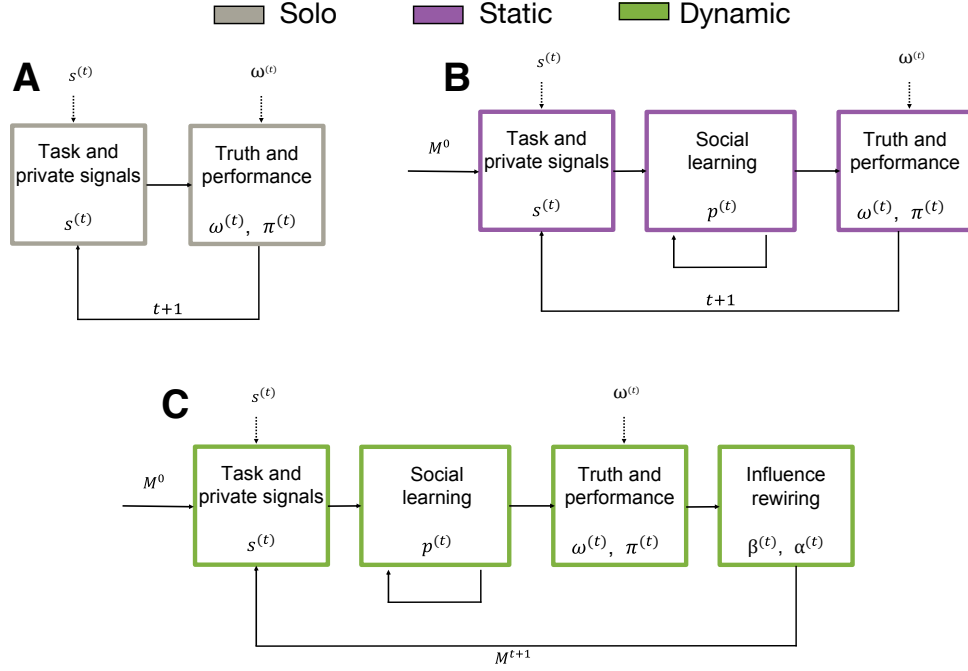 Solo Static Dynamic
A
s^(t)
ω^(t)
Task and
private signals
s^(t)
Truth and
performance
ω^(t), π^(t)
t+1
B
s^(t)
ω^(t)
M^0
Task and
private signals
s^(t)
Social
learning
p^(t)
Truth and
performance
ω^(t), π^(t)
t+1
C
s^(t)
ω^(t)
M^0
Task and
private signals
s^(t)
Social
learning
p^(t)
Truth and
performance
ω^(t), π^(t)
Influence
rewiring
β^(t), α^(t)
M^t+1